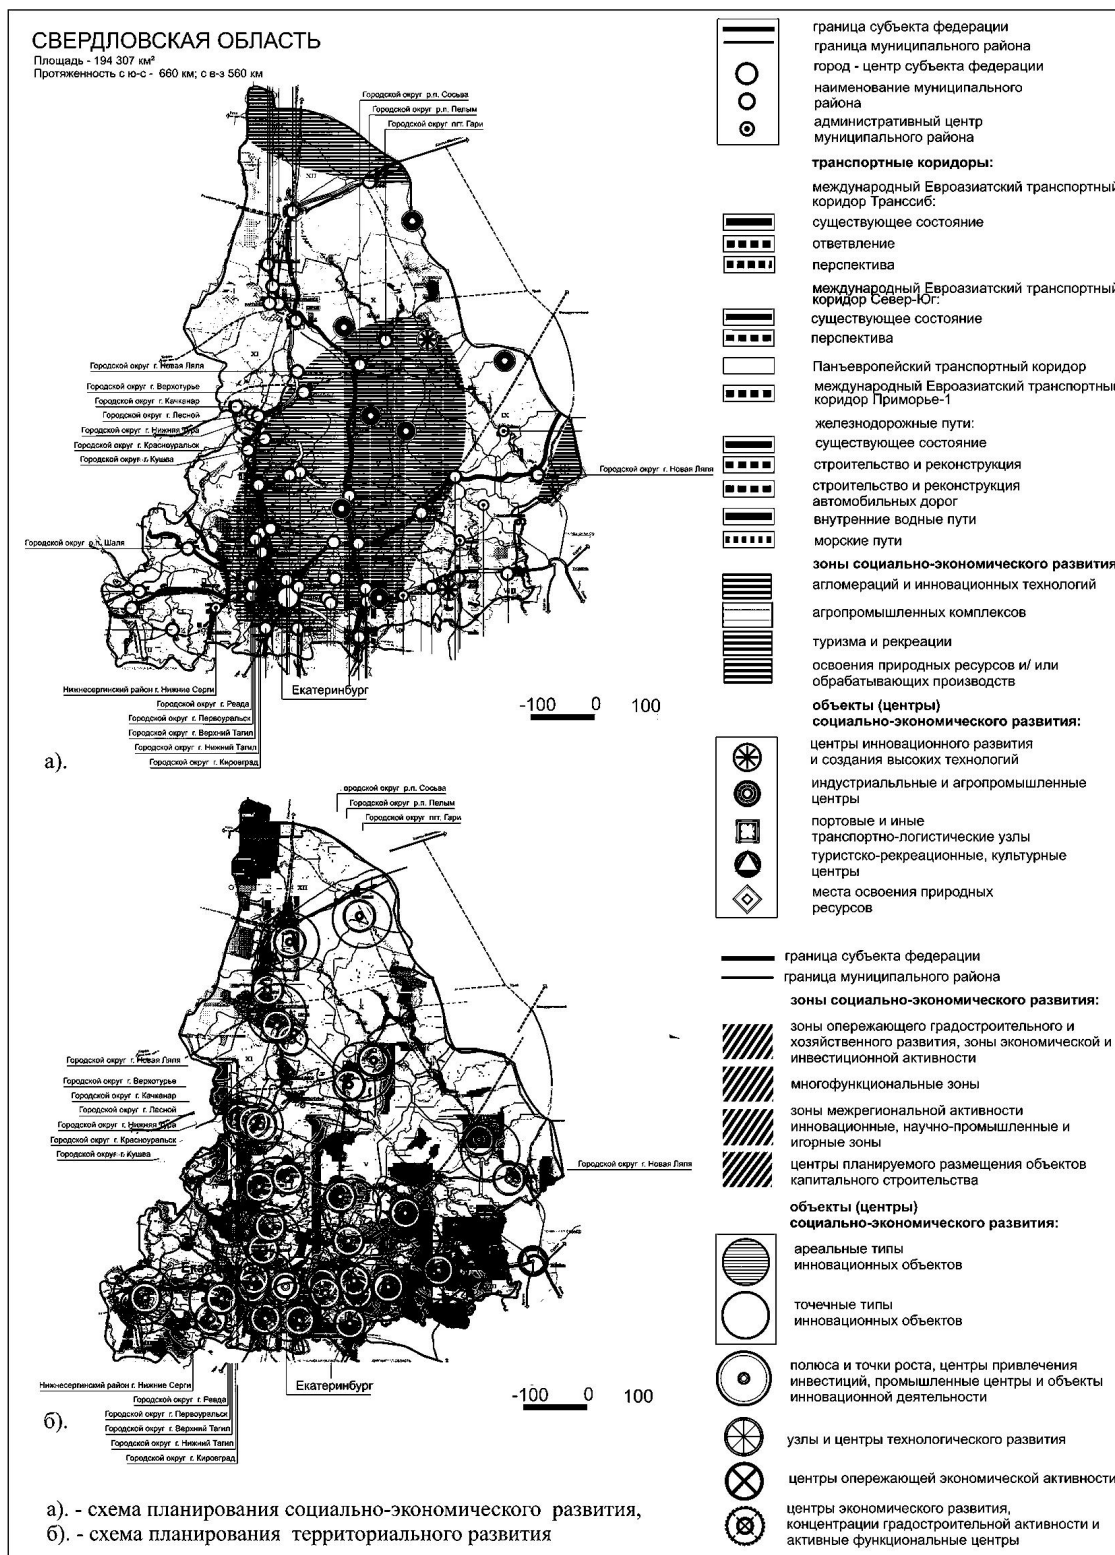 СВЕРДЛОВСКАЯ ОБЛАСТЬ
Площадь - 194 307 км²
Протяженность с ю-с - 660 км; с в-з 560 км
Городской округ р.п. Сосьва
Городской округ р.п. Пелым
Городской округ пгт. Гари
Городской округ г. Новая Ляля
Городской округ г. Верхотурье
Городской округ г. Качканар
Городской округ г. Лесной
Городской округ г. Нижняя Тура
Городской округ г. Красноуральск
Городской округ г. Кушва
Городской округ г. Новая Ляля
Городской округ р.п. Шаля
Нижнесергинский район г. Нижние Серги
Екатеринбург
Городской округ г. Ревда
Городской округ г. Первоуральск
Городской округ г. Верхний Тагил
Городской округ г. Нижний Тагил
Городской округ г. Кировград
-100 0 100
а).
ородской округ р.п. Сосьва
Городской округ р.п. Пелым
Городской округ пгт. Гари
Городской округ г. Новая Ляля
Городской округ г. Верхотурье
Городской округ г. Качканар
Городской округ г. Лесной
Городской округ г. Нижняя Тура
Городской округ г. Красноуральск
Городской округ г. Кушва
Городской округ г. Новая Ляля
Нижнесергинский район г. Нижние Серги
Екатеринбург
Городской округ г. Ревда
Городской округ г. Первоуральск
Городской округ г. Верхний Тагил
Городской округ г. Нижний Тагил
Городской округ г. Кировград
-100 0 100
б).
а). - схема планирования социально-экономического развития,
б). - схема планирования территориального развития
граница субъекта федерации
граница муниципального района
город - центр субъекта федерации
наименование муниципального
района
административный центр
муниципального района
транспортные коридоры:
международный Евроазиатский транспортный
коридор Транссиб:
существующее состояние
ответвление
перспектива
международный Евроазиатский транспортный
коридор Север-Юг:
существующее состояние
перспектива
Панъевропейский транспортный коридор
международный Евроазиатский транспортный
коридор Приморье-1
железнодорожные пути:
существующее состояние
строительство и реконструкция
строительство и реконструкция
автомобильных дорог
внутренние водные пути
морские пути
зоны социально-экономического развития
агломераций и инновационных технологий
агропромышленных комплексов
туризма и рекреации
освоения природных ресурсов и/ или
обрабатывающих производств
объекты (центры)
социально-экономического развития:
центры инновационного развития
и создания высоких технологий
индустриальльные и агропромышленные
центры
портовые и иные
транспортно-логистические узлы
туристско-рекреационные, культурные
центры
места освоения природных
ресурсов
граница субъекта федерации
граница муниципального района
зоны социально-экономического развития:
зоны опережающего градостроительного и
хозяйственного развития, зоны экономической и
инвестиционной активности
многофункциональные зоны
зоны межрегиональной активности
инновационные, научно-промышленные и
игорные зоны
центры планируемого размещения объектов
капитального строительства
объекты (центры)
социально-экономического развития:
ареальные типы
инновационных объектов
точечные типы
инновационных объектов
полюса и точки роста, центры привлечения
инвестиций, промышленные центры и объекты
инновационной деятельности
узлы и центры технологического развития
центры опережающей экономической активности
центры экономического развития,
концентрации градостроительной активности и
активные функциональные центры